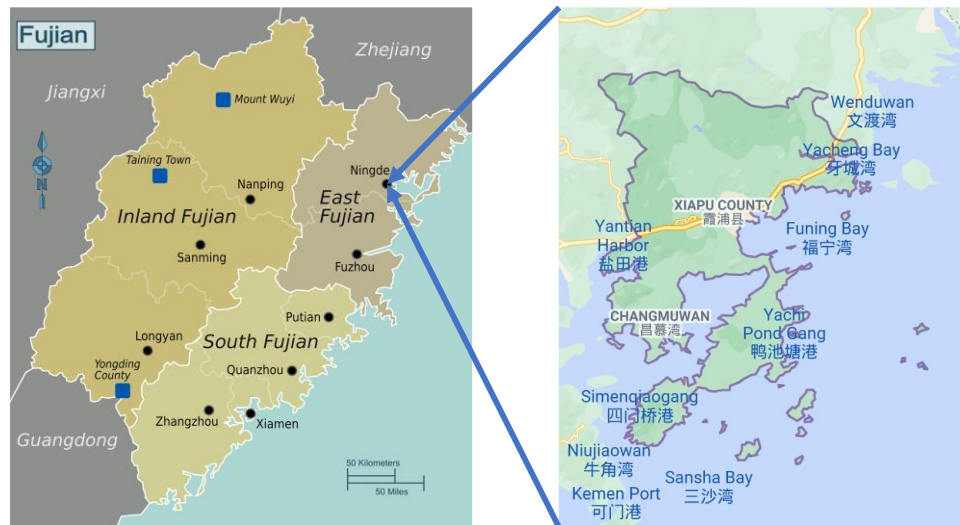 Fujian
Zhejiang
Jiangxi
Mount Wuyi
Taining Town
Ningde
Nanping
N
Inland Fujian
East
Fujian
Sanming
Fuzhou
Putian
Longyan
South Fujian
Yongding
County
Quanzhou
Zhangzhou
Xiamen
Guangdong
50 Kilometers
50 Miles
Wenduwan
文渡湾
Yacheng Bay
牙城湾
XIAPU COUNTY
霞浦县
Yantian
Harbor
盐田港
Funing Bay
福宁湾
CHANGMUWAN
昌慕湾
Yachi
Pond Gang
鸭池塘港
Simenqiaogang
四门桥港
Niujiaowan
牛角湾
Sansha Bay
三沙湾
Kemen Port
可门港